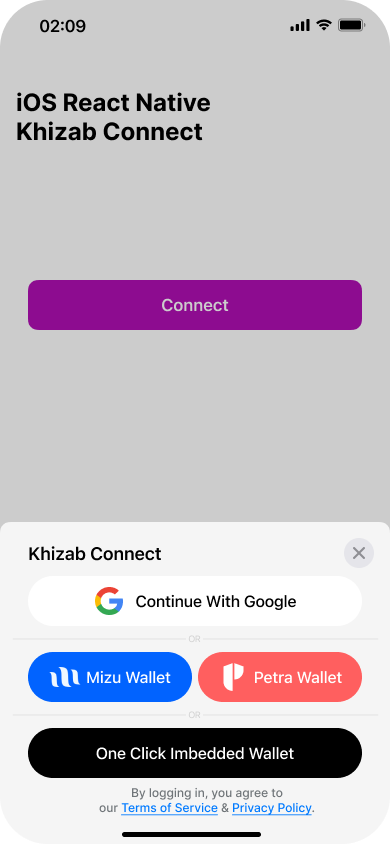 02:09
iOS React Native
Khizab Connect
Connect
Khizab Connect
Continue With Google
OR
Mizu Wallet
Petra Wallet
OR
One Click Imbedded Wallet
By logging in, you agree to
our Terms of Service & Privacy Policy.